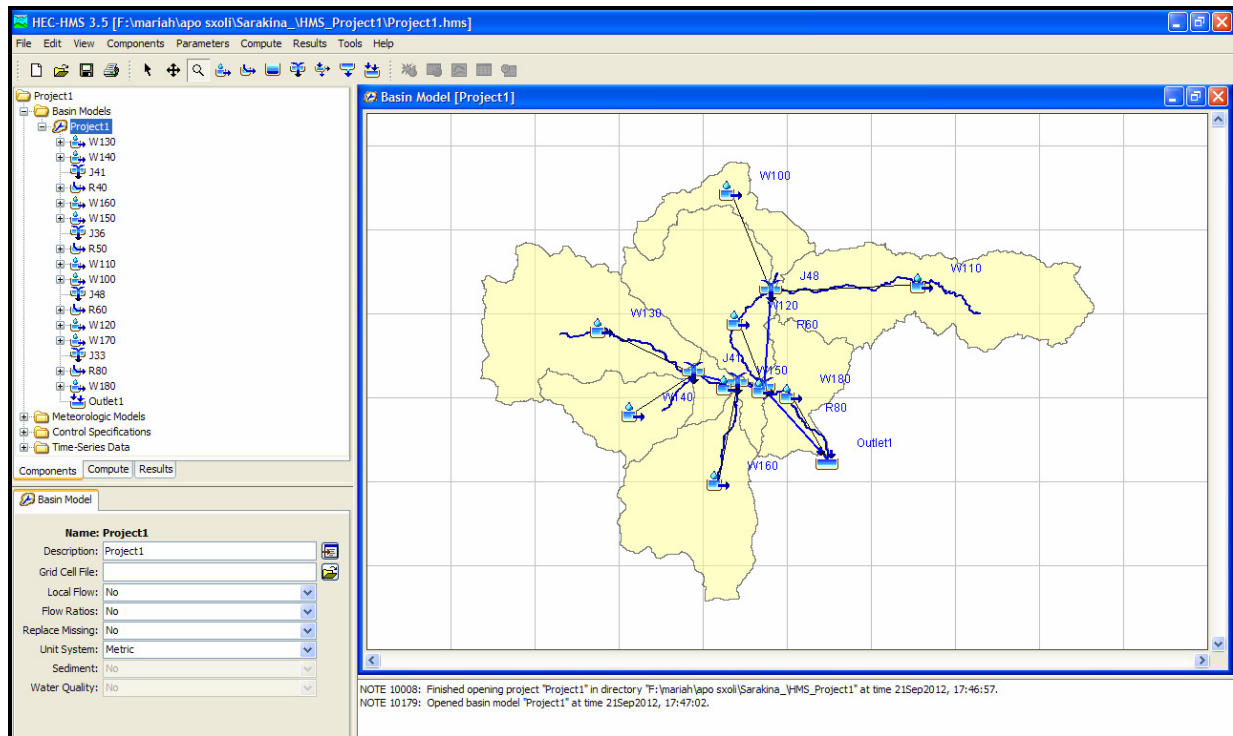 HEC-HMS 3.5 [F:\mariah\apo sxoli\Sarakina_\HMS_Project1\Project1.hms]
File Edit View Components Parameters Compute Results Tools Help
Project1
Basin Models
Project1
W130
W140
J41
R40
W160
W150
J36
R50
W110
W100
J48
R60
W120
W170
J33
R80
W180
Outlet1
Meteorologic Models
Control Specifications
Time-Series Data
Components Compute Results
Basin Model
Name: Project1
Description: Project1
Grid Cell File:
Local Flow: No
Flow Ratios: No
Replace Missing: No
Unit System: Metric
Sediment: No
Water Quality: No
Basin Model [Project1]
W100
J48
W110
W120
W130
R60
J41
W150
W180
W140
R80
Outlet1
W160
NOTE 10008: Finished opening project "Project1" in directory "F:\mariah\apo sxoli\Sarakina_\HMS_Project1" at time 21Sep2012, 17:46:57.
NOTE 10179: Opened basin model "Project1" at time 21Sep2012, 17:47:02.